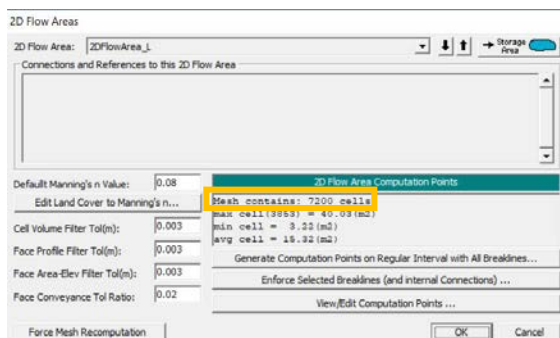 2D Flow Areas
2D Flow Area: 2DFlowArea_L
Storage Area
Connections and References to this 2D Flow Area
Default Manning's n Value: 0.08
2D Flow Area Computation Points
Edit Land Cover to Manning's n...
Mesh contains: 7200 cells
max cell(3853) = 40.03(m2)
Cell Volume Filter Tol(m): 0.003
min cell = 3.22(m2)
avg cell = 15.32(m2)
Face Profile Filter Tol(m): 0.003
Generate Computation Points on Regular Interval with All Breaklines...
Face Area-Elev Filter Tol(m): 0.003
Enforce Selected Breaklines (and internal Connections) ...
Face Conveyance Tol Ratio: 0.02
View/Edit Computation Points ...
Force Mesh Recomputation
OK
Cancel